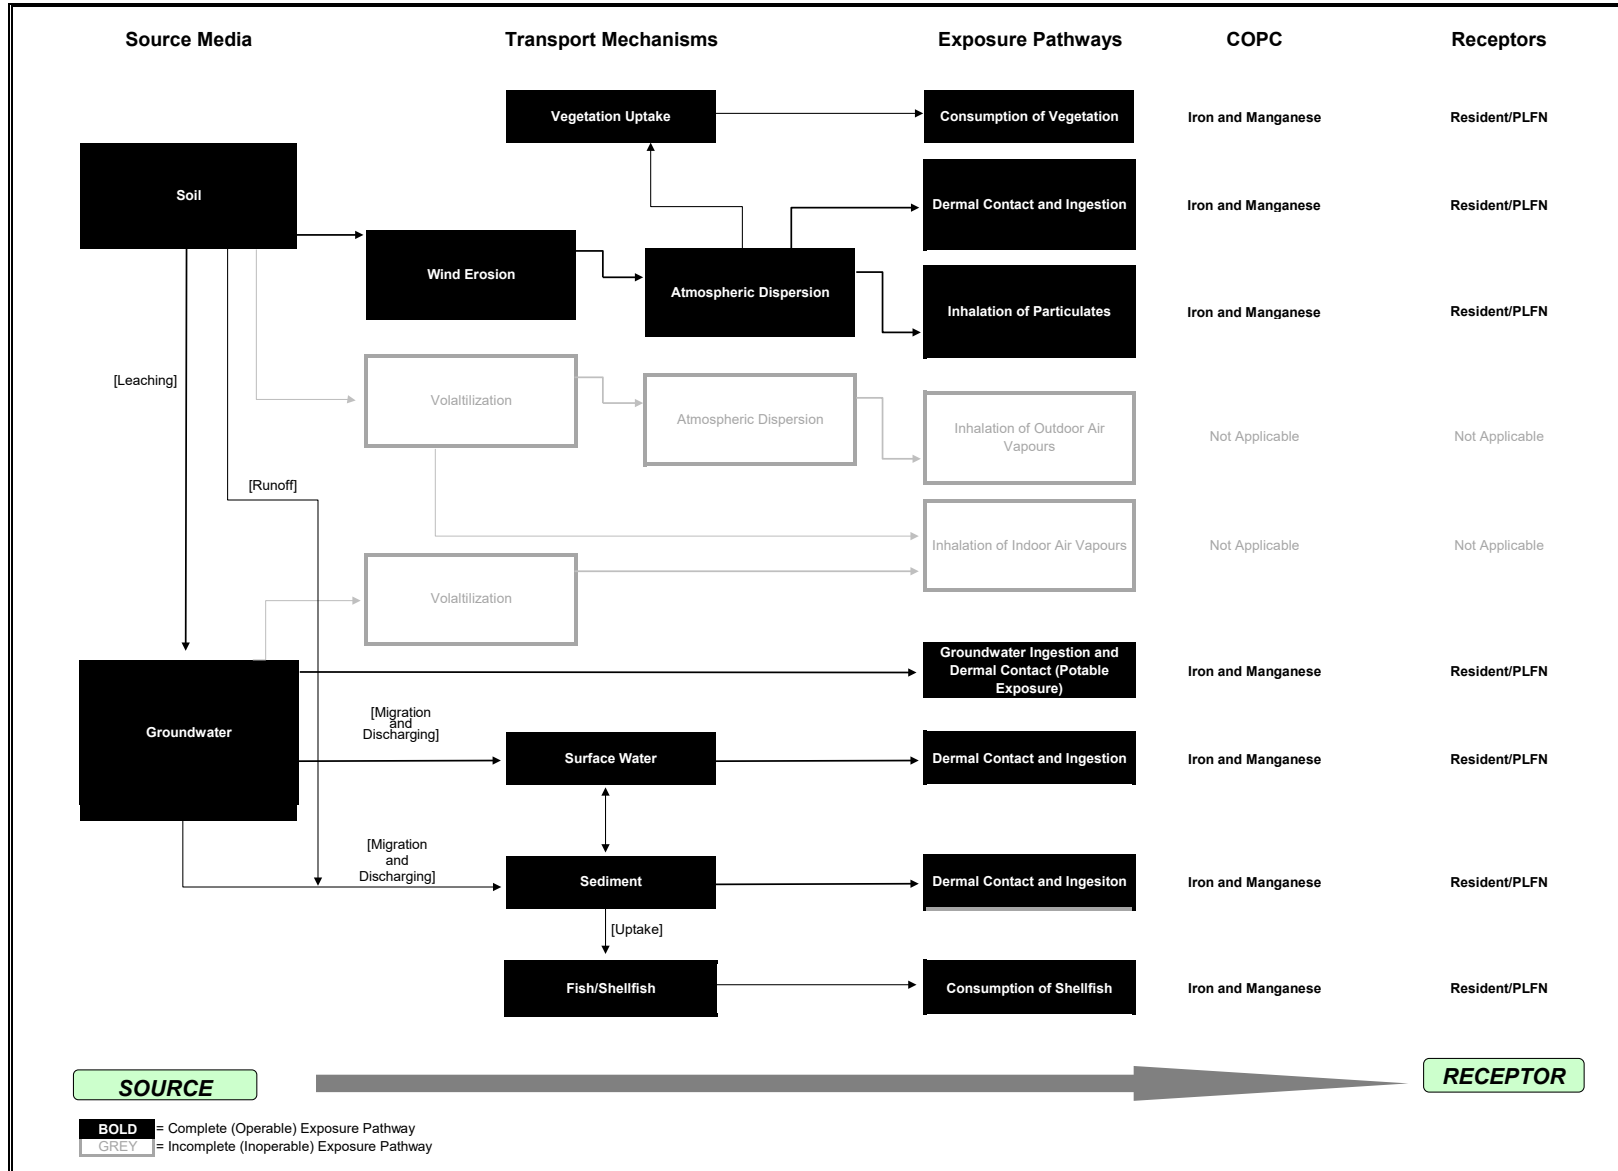 Source Media
Transport Mechanisms
Exposure Pathways
COPC
Receptors
Vegetation Uptake
Consumption of Vegetation
Iron and Manganese
Resident/PLFN
Soil
Dermal Contact and Ingestion
Iron and Manganese
Resident/PLFN
Wind Erosion
Atmospheric Dispersion
Inhalation of Particulates
Iron and Manganese
Resident/PLFN
[Leaching]
Volaltilization
Atmospheric Dispersion
Inhalation of Outdoor Air
Vapours
Not Applicable
Not Applicable
[Runoff]
Inhalation of Indoor Air Vapours
Not Applicable
Not Applicable
Volaltilization
Groundwater Ingestion and
Dermal Contact (Potable
Exposure)
Iron and Manganese
Resident/PLFN
Groundwater
[Migration
and
Discharging]
Surface Water
Dermal Contact and Ingestion
Iron and Manganese
Resident/PLFN
[Migration
and
Discharging]
Sediment
Dermal Contact and Ingesiton
Iron and Manganese
Resident/PLFN
[Uptake]
Fish/Shellfish
Consumption of Shellfish
Iron and Manganese
Resident/PLFN
SOURCE
RECEPTOR
BOLD = Complete (Operable) Exposure Pathway
GREY = Incomplete (Inoperable) Exposure Pathway